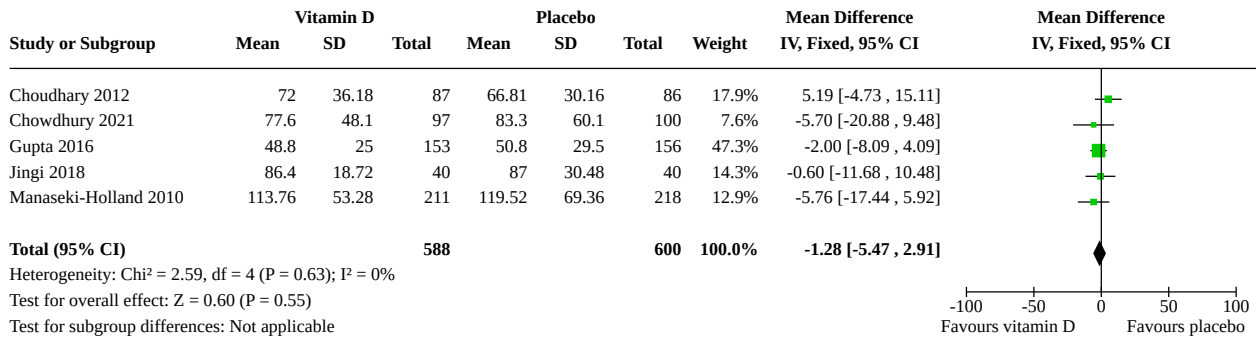 Vitamin D Placebo Mean Difference Mean Difference
Study or Subgroup Mean SD Total Mean SD Total Weight IV, Fixed, 95% CI IV, Fixed, 95% CI
Choudhary 2012 72 36.18 87 66.81 30.16 86 17.9% 5.19 [-4.73 , 15.11]
Chowdhury 2021 77.6 48.1 97 83.3 60.1 100 7.6% -5.70 [-20.88 , 9.48]
Gupta 2016 48.8 25 153 50.8 29.5 156 47.3% -2.00 [-8.09 , 4.09]
Jingi 2018 86.4 18.72 40 87 30.48 40 14.3% -0.60 [-11.68 , 10.48]
Manaseki-Holland 2010 113.76 53.28 211 119.52 69.36 218 12.9% -5.76 [-17.44 , 5.92]
Total (95% CI) 588 600 100.0% -1.28 [-5.47 , 2.91]
Heterogeneity: Chi² = 2.59, df = 4 (P = 0.63); I² = 0%
Test for overall effect: Z = 0.60 (P = 0.55)
Test for subgroup differences: Not applicable
-100 -50 0 50 100
Favours vitamin D Favours placebo